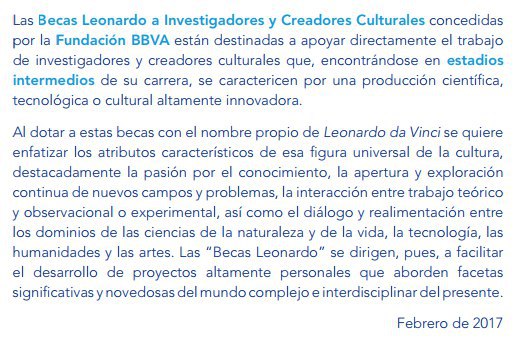 Las Becas Leonardo a Investigadores y Creadores Culturales concedidas
por la Fundación BBVA están destinadas a apoyar directamente el trabajo
de investigadores y creadores culturales que, encontrándose en estadios
intermedios de su carrera, se caractericen por una producción científica,
tecnológica o cultural altamente innovadora.
Al dotar a estas becas con el nombre propio de Leonardo da Vinci se quiere
enfatizar los atributos característicos de esa figura universal de la cultura,
destacadamente la pasión por el conocimiento, la apertura y exploración
continua de nuevos campos y problemas, la interacción entre trabajo teórico
y observacional o experimental, así como el diálogo y realimentación entre
los dominios de las ciencias de la naturaleza y de la vida, la tecnología, las
humanidades y las artes. Las “Becas Leonardo” se dirigen, pues, a facilitar
el desarrollo de proyectos altamente personales que aborden facetas
significativas y novedosas del mundo complejo e interdisciplinar del presente.
Febrero de 2017